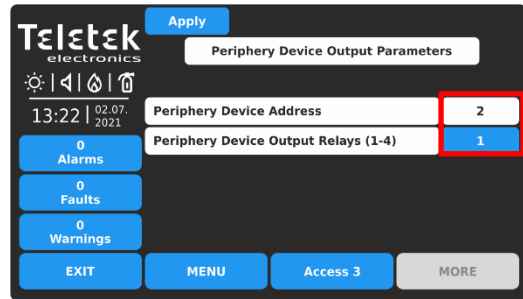 Teletek
electronics
Apply
Periphery Device Output Parameters
13:22 02.07.
2021
Periphery Device Address 2
Periphery Device Output Relays (1-4) 1
0
Alarms
0
Faults
0
Warnings
EXIT MENU Access 3 MORE